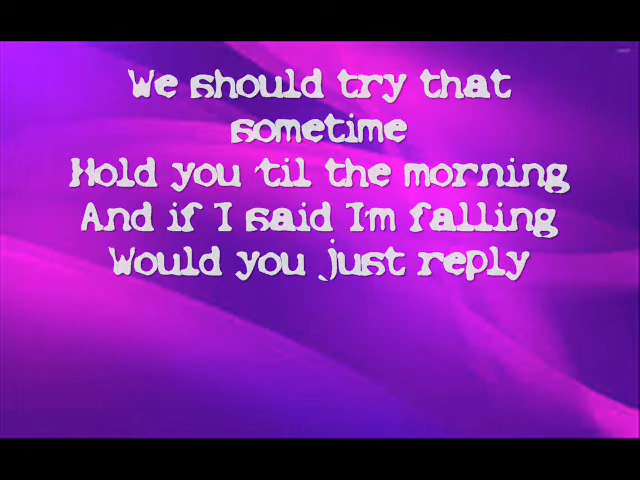 We should try that
sometime
Hold you 'til the morning
And if I said I'm falling
Would you just reply